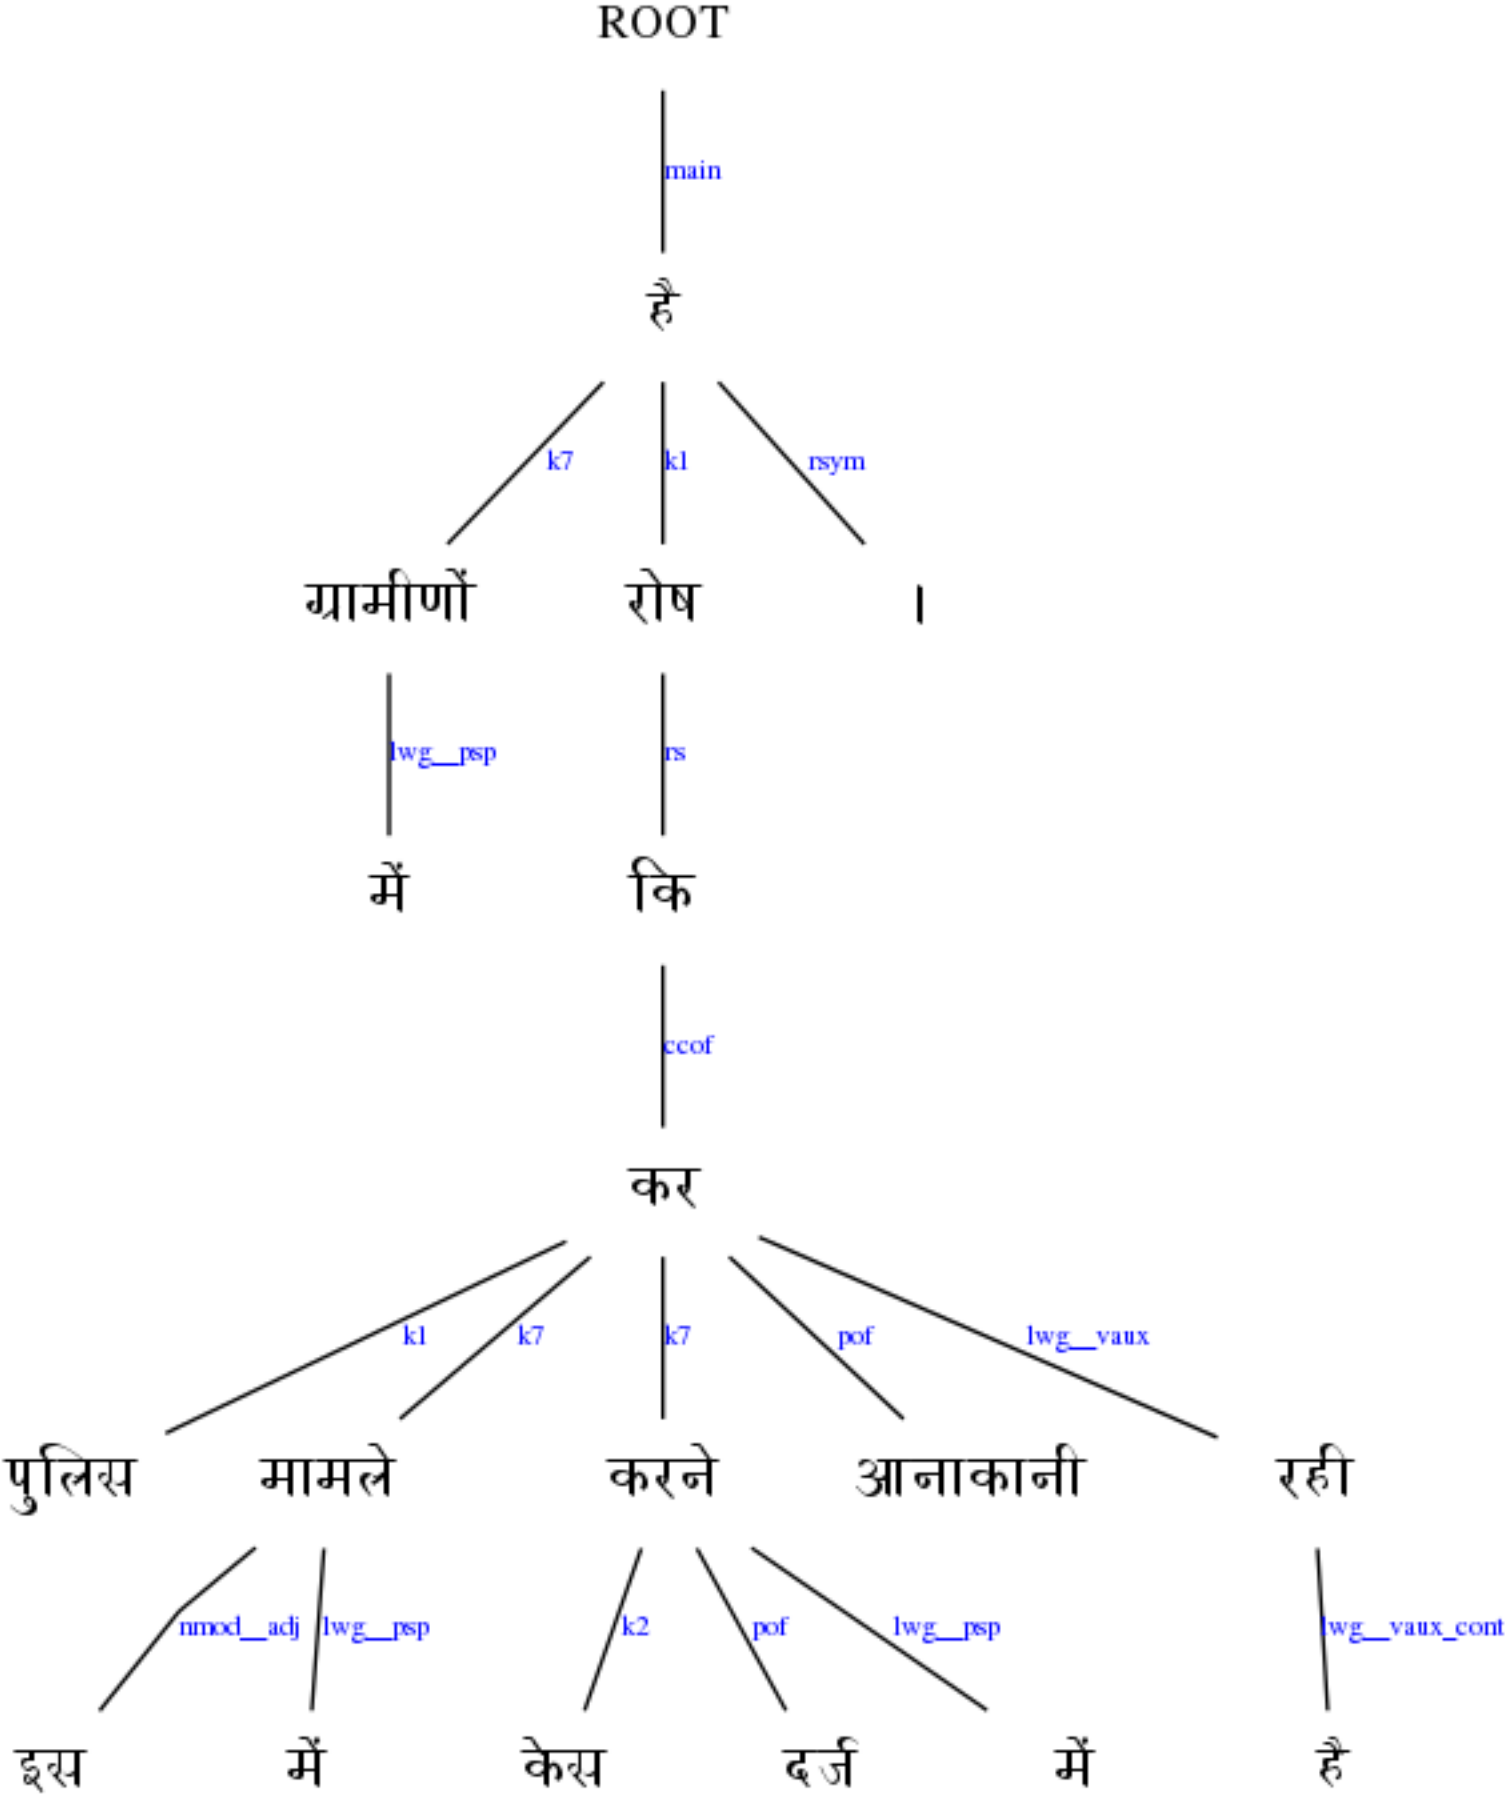 ROOT
main
है
k7 k1 rsym
ग्रामीणों रोष ।
lwg__psp rs
में कि
ccof
कर
k1 k7 k7 pof lwg__vaux
पुलिस मामले करने आनाकानी रही
nmod__adj lwg__psp k2 pof lwg__psp lwg__vaux_cont
इस में केस दर्ज में है